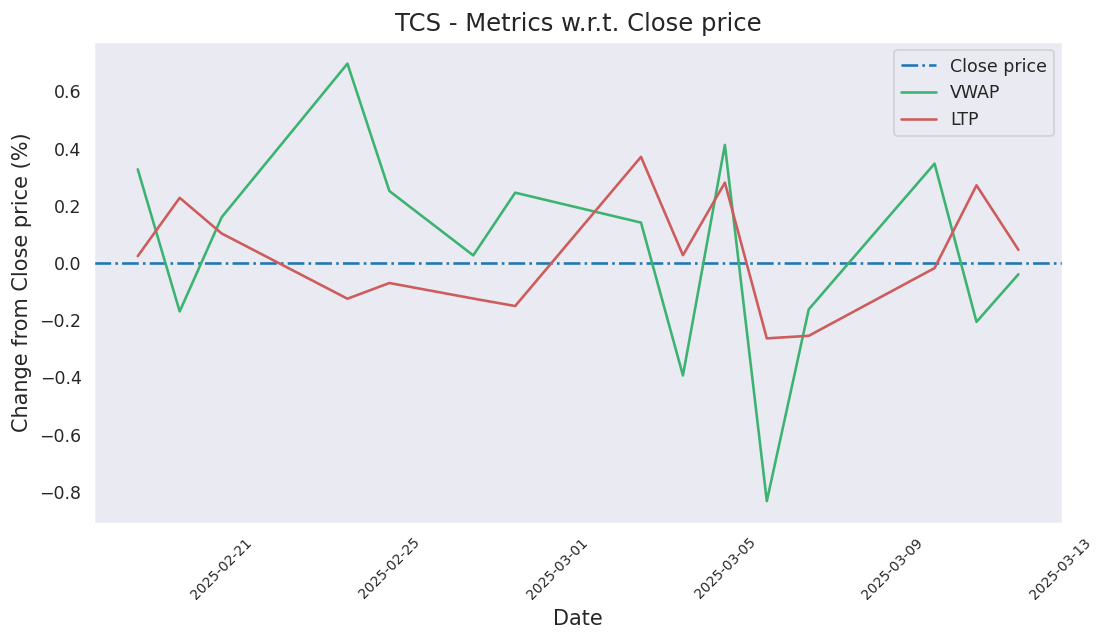 TCS - Metrics w.r.t. Close price
Close price
VWAP
LTP
Change from Close price (%)
0.6
0.4
0.2
0.0
−0.2
−0.4
−0.6
−0.8
2025-02-21
2025-02-25
2025-03-01
2025-03-05
2025-03-09
2025-03-13
Date